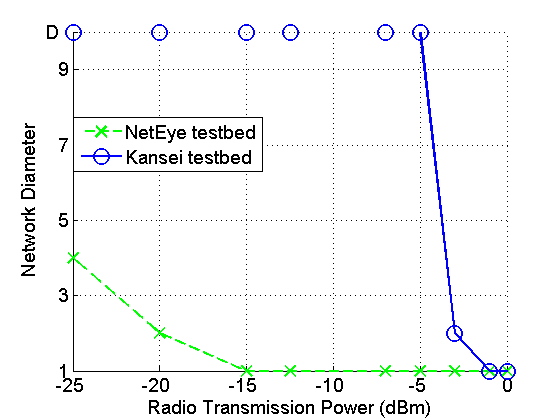 D
9
7
5
3
1
Network Diameter
NetEye testbed
Kansei testbed
-25 -20 -15 -10 -5 0
Radio Transmission Power (dBm)